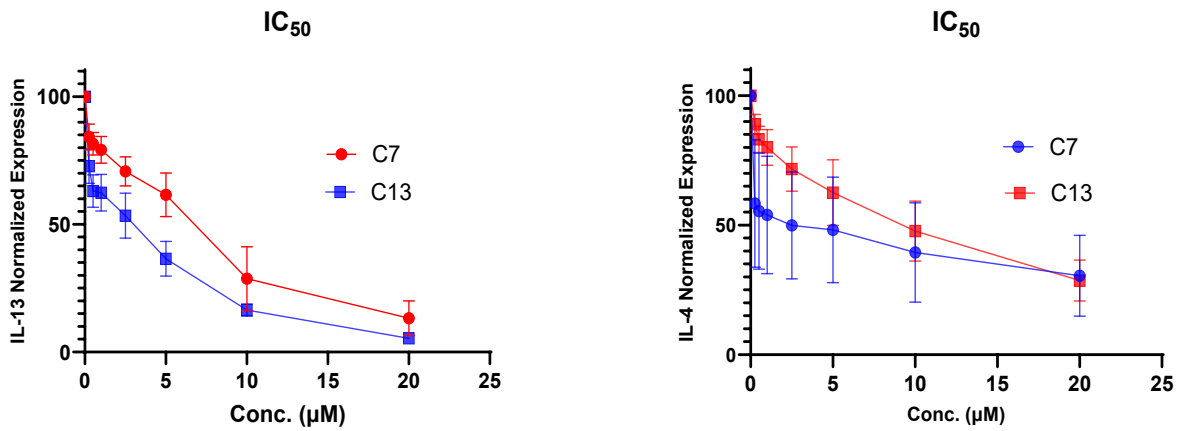 IC50
IL-13 Normalized Expression
100
50
0
0 5 10 15 20 25
Conc. (µM)
C7
C13
IC50
IL-4 Normalized Expression
100
50
0
0 5 10 15 20 25
Conc. (µM)
C7
C13